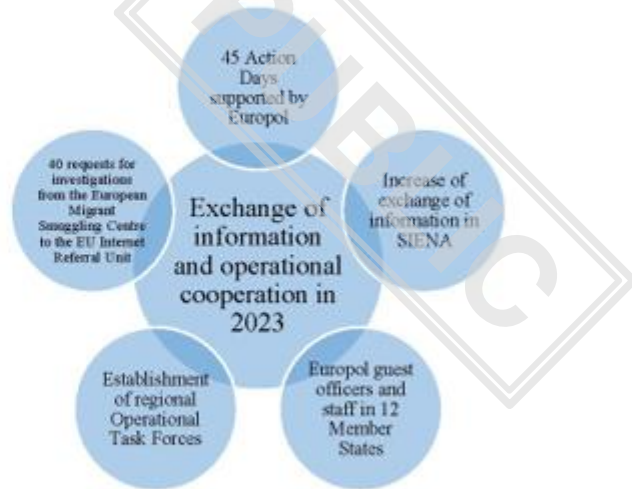 45 Action
Days
supported by
Europol
40 requests for
investigations
from the European
Migrant
Smuggling Centre
to the EU Internet
Referral Unit
Exchange of
information
and operational
cooperation in
2023
Increase of
exchange of
information in
SIENA
Establishment
of regional
Operational
Task Forces
Europol guest
officers and
staff in 12
Member
States
PUBLIC